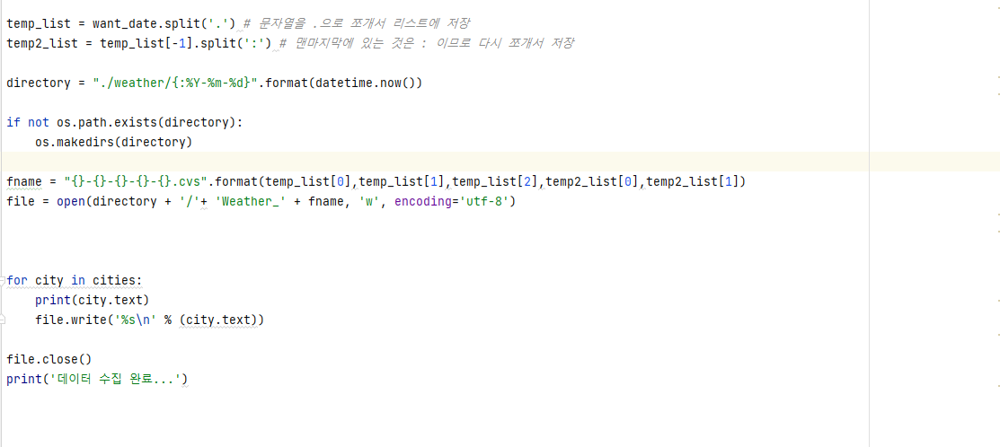 temp_list = want_date.split('.') # 문자열을 .으로 쪼개서 리스트에 저장
temp2_list = temp_list[-1].split(':') # 맨마지막에 있는 것은 : 이므로 다시 쪼개서 저장
directory = "./weather/{:%Y-%m-%d}".format(datetime.now())
if not os.path.exists(directory):
    os.makedirs(directory)
fname = "{}-{}-{}-{}-{}.cvs".format(temp_list[0],temp_list[1],temp_list[2],temp2_list[0],temp2_list[1])
file = open(directory + '/'+ 'Weather_' + fname, 'w', encoding='utf-8')
for city in cities:
    print(city.text)
    file.write('%s\n' % (city.text))
file.close()
print('데이터 수집 완료...')